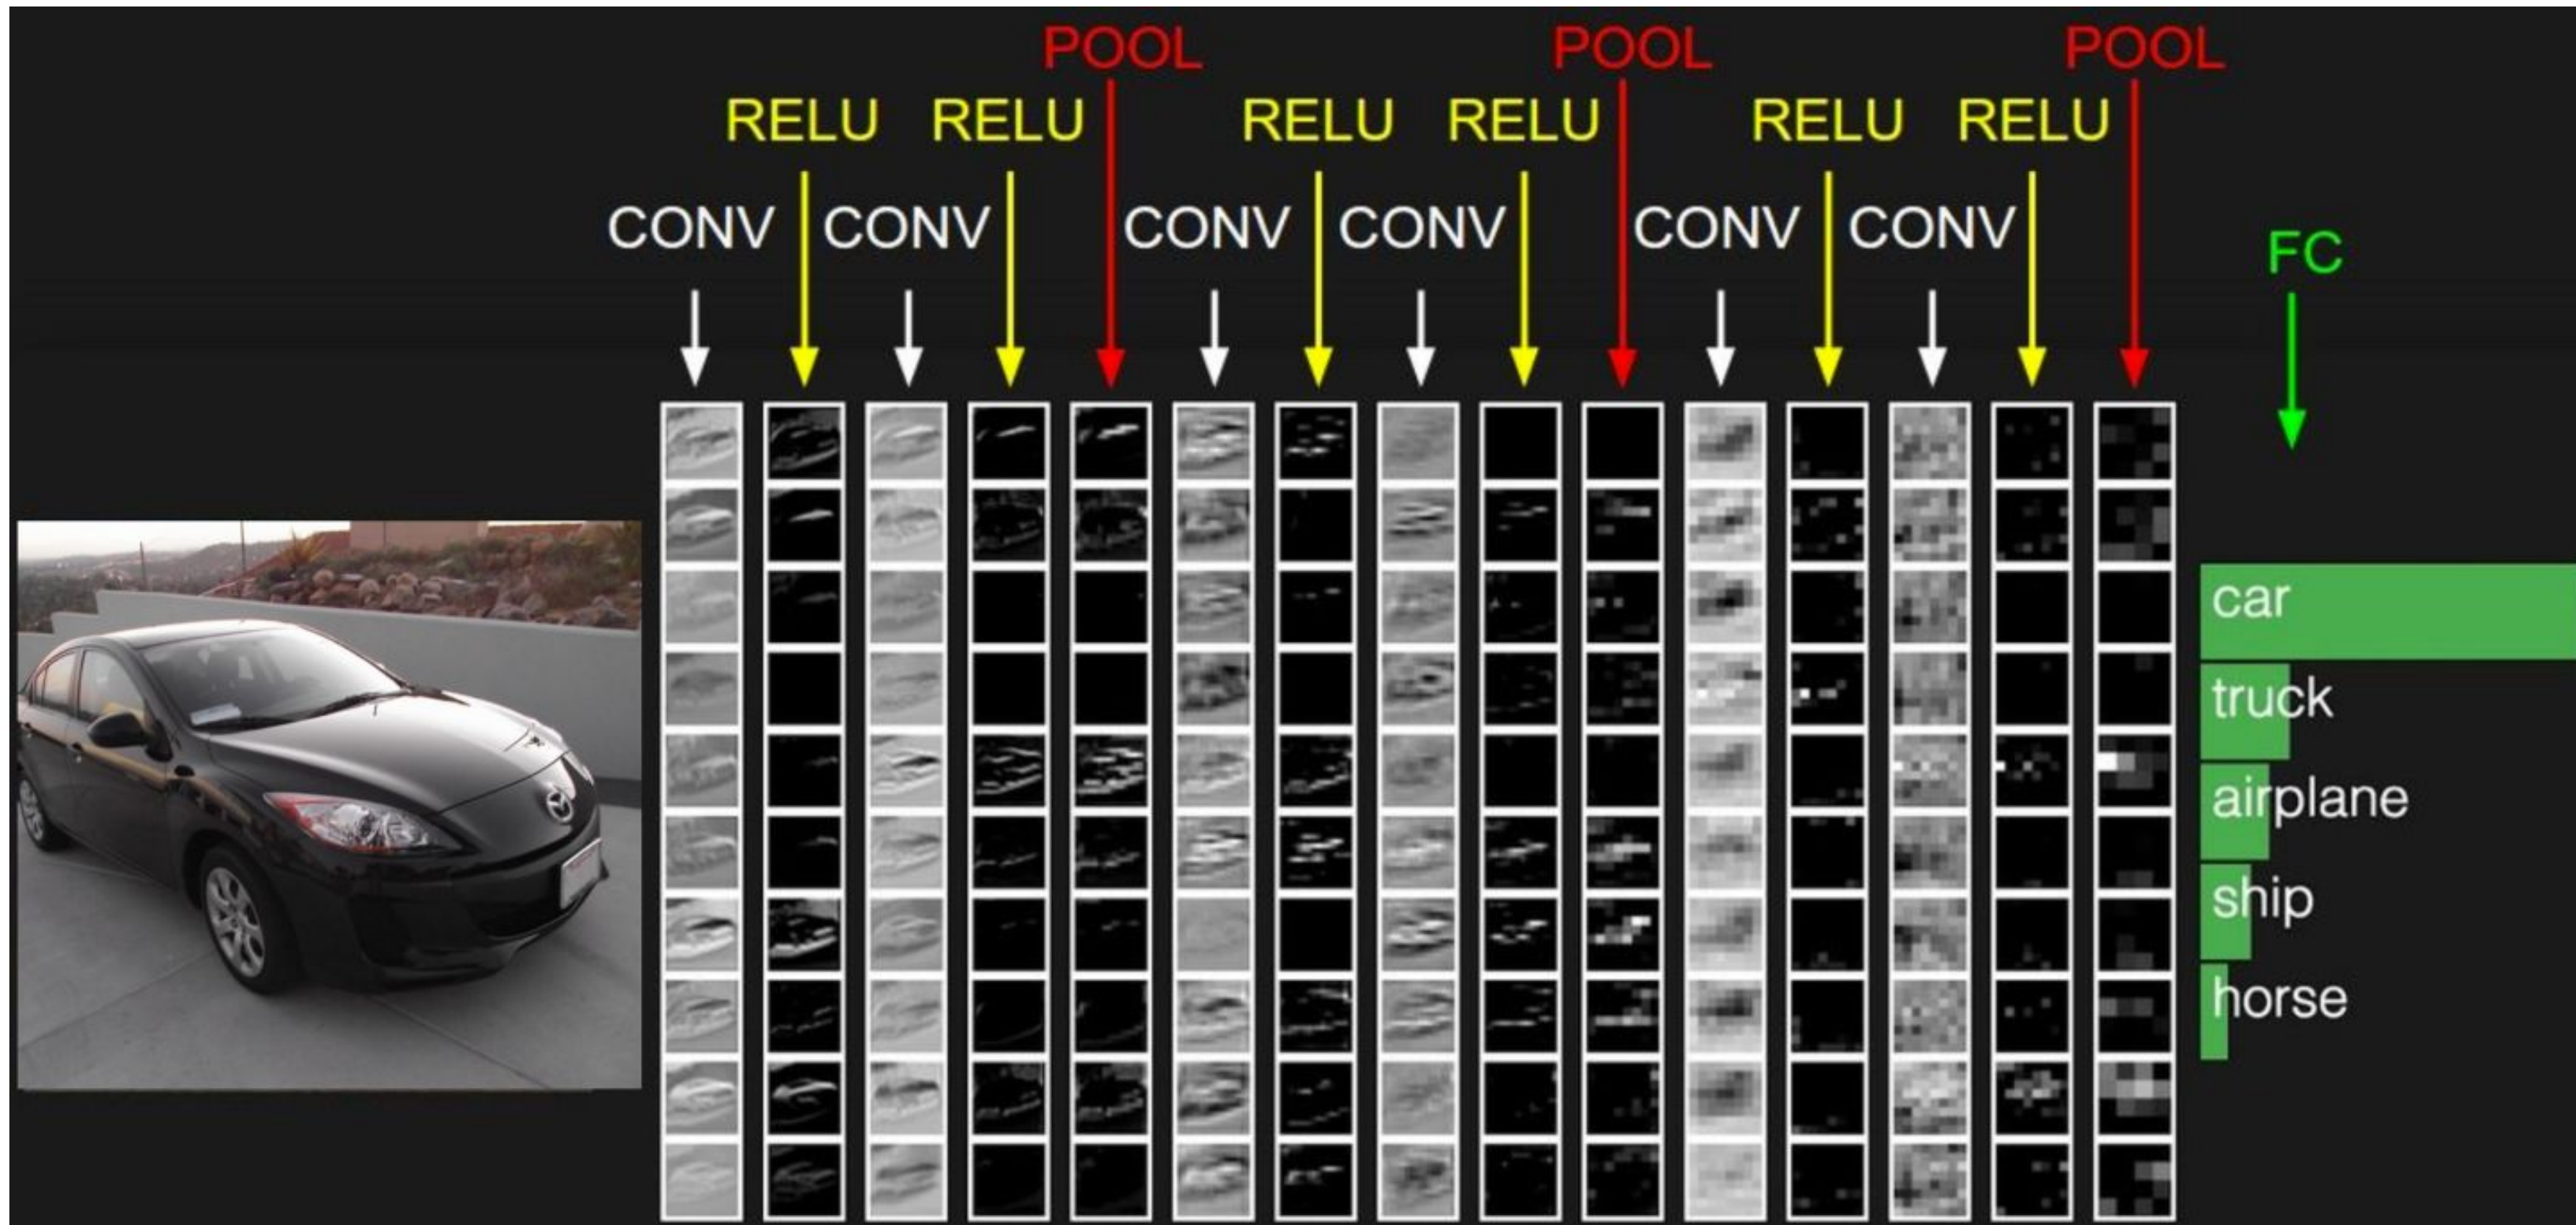 POOL POOL POOL
RELU RELU RELU RELU RELU RELU
CONV CONV CONV CONV CONV CONV
FC
car
truck
airplane
ship
horse